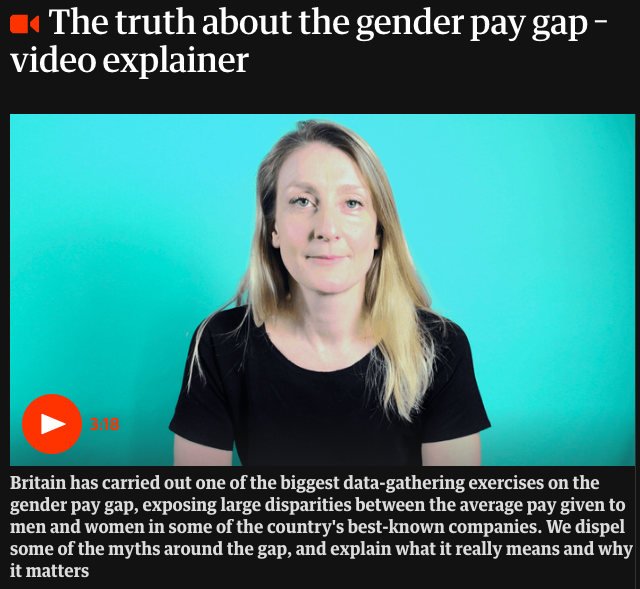 The truth about the gender pay gap –
video explainer
3:18
Britain has carried out one of the biggest data-gathering exercises on the
gender pay gap, exposing large disparities between the average pay given to
men and women in some of the country's best-known companies. We dispel
some of the myths around the gap, and explain what it really means and why
it matters